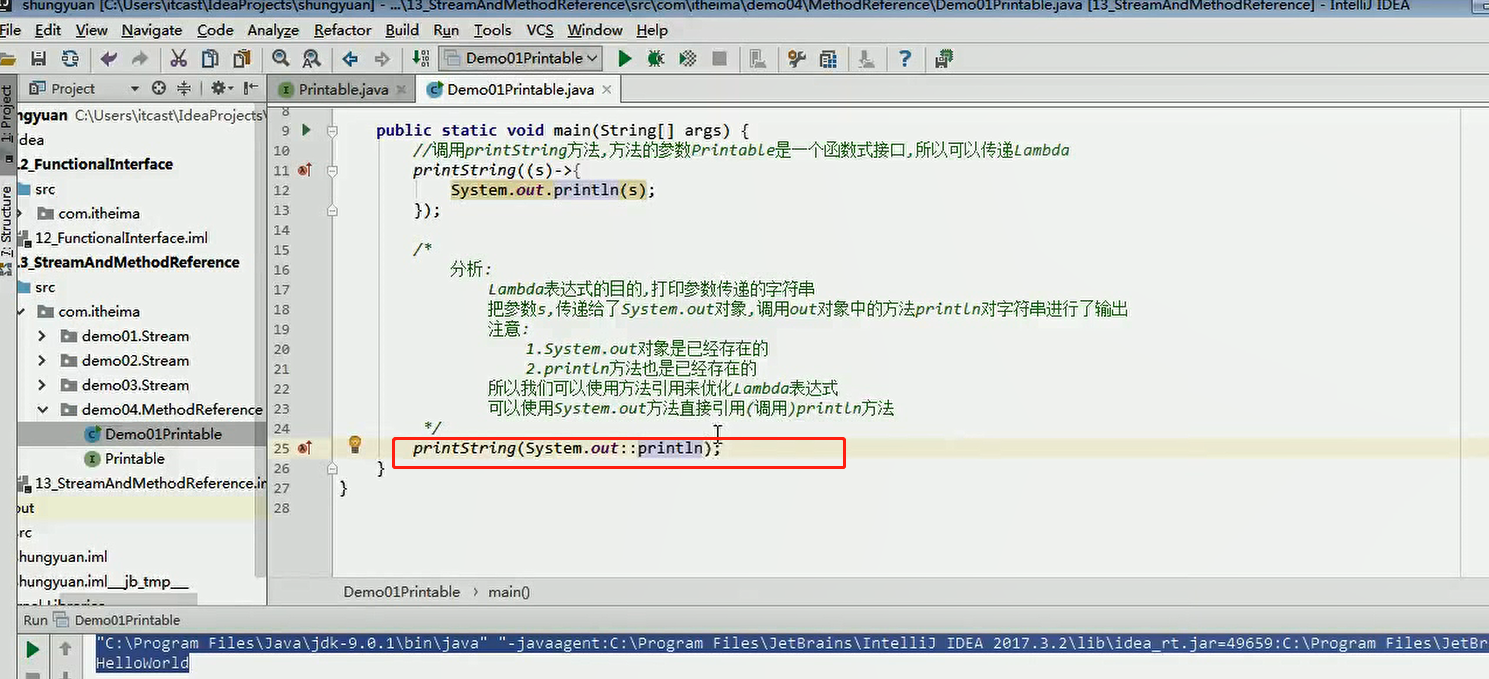 shungyuan [C:\Users\itcast\IdeaProjects\shungyuan] - ...\13_StreamAndMethodReference\src\com\itheima\demo04\MethodReference\Demo01Printable.java [13_StreamAndMethodReference] - IntelliJ IDEA
File Edit View Navigate Code Analyze Refactor Build Run Tools VCS Window Help
Demo01Printable
Project
Printable.java
Demo01Printable.java
1: Project
7: Structure
ngyuan C:\Users\itcast\IdeaProjects\
dea
.2_FunctionalInterface
src
com.itheima
12_FunctionalInterface.iml
.3_StreamAndMethodReference
src
com.itheima
demo01.Stream
demo02.Stream
demo03.Stream
demo04.MethodReference
Demo01Printable
Printable
13_StreamAndMethodReference.im
out
rc
hungyuan.iml
hungyuan.iml__jb_tmp__
8
9 public static void main(String[] args) {
10 //调用printString方法,方法的参数Printable是一个函数式接口,所以可以传递Lambda
11 printString((s)->{
12 System.out.println(s);
13 });
14
15 /*
16 分析:
17 Lambda表达式的目的,打印参数传递的字符串
18 把参数s,传递给了System.out对象,调用out对象中的方法println对字符串进行了输出
19 注意:
20 1.System.out对象是已经存在的
21 2.println方法也是已经存在的
22 所以我们可以使用方法引用来优化Lambda表达式
23 可以使用System.out方法直接引用(调用)println方法
24 */
25 printString(System.out::println);
26 }
27 }
28
Demo01Printable › main()
Run Demo01Printable
"C:\Program Files\Java\jdk-9.0.1\bin\java" "-javaagent:C:\Program Files\JetBrains\IntelliJ IDEA 2017.3.2\lib\idea_rt.jar=49659:C:\Program Files\JetBr
HelloWorld